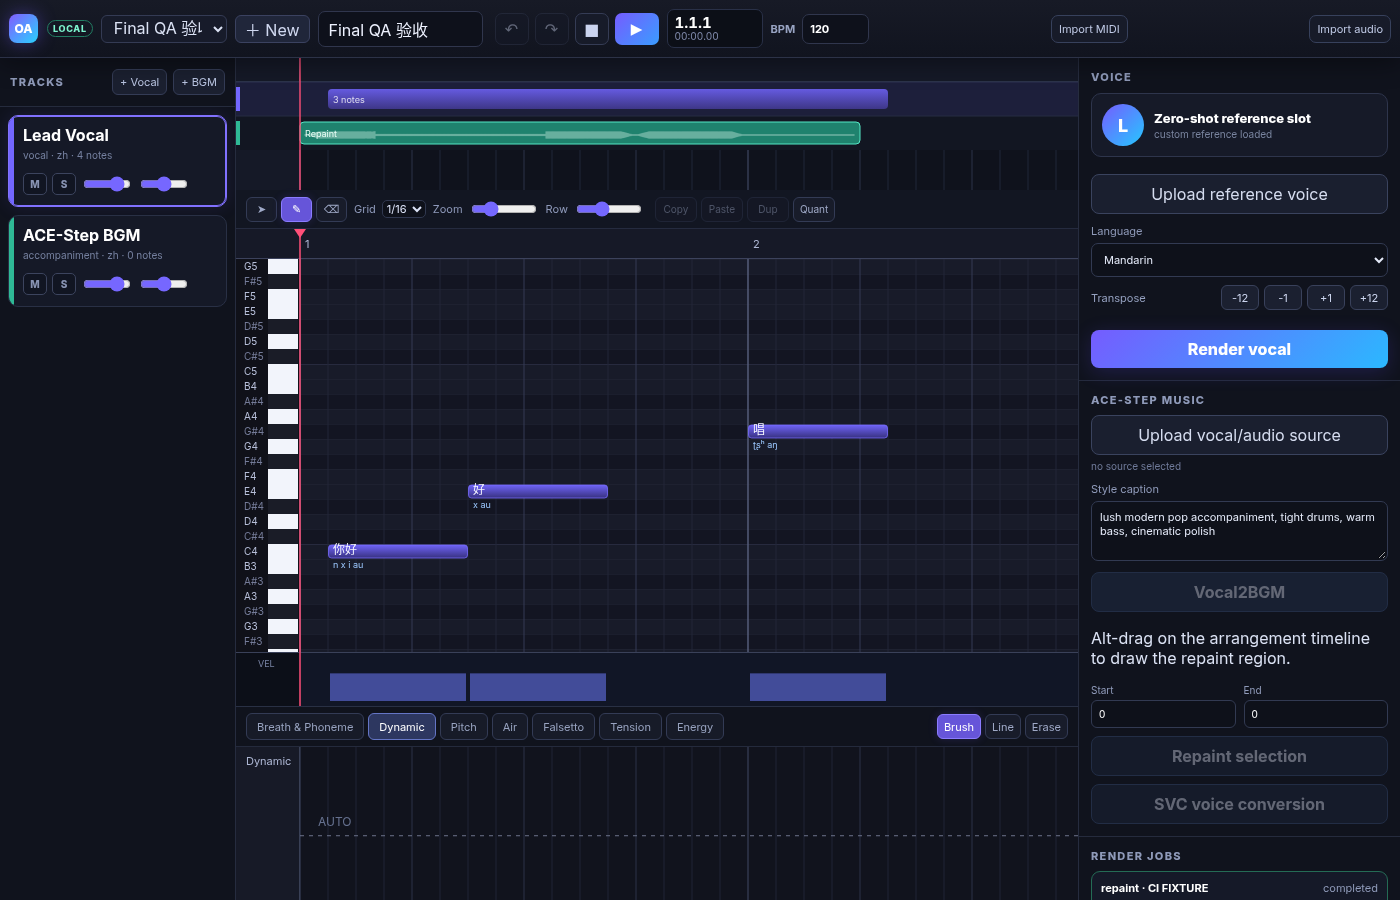 OA
LOCAL
Final QA 验收
+ New
Final QA 验收
1.1.1
00:00.00
BPM
120
Import MIDI
Import audio
TRACKS
+ Vocal
+ BGM
Lead Vocal
vocal · zh · 4 notes
M
S
ACE-Step BGM
accompaniment · zh · 0 notes
M
S
3 notes
Repaint
Grid
1/16
Zoom
Row
Copy
Paste
Dup
Quant
1
2
G5
F#5
F5
E5
D#5
D5
C#5
C5
B4
A#4
A4
G#4
G4
F#4
F4
E4
D#4
D4
C#4
C4
B3
A#3
A3
G#3
G3
F#3
唱
tʂʰ aŋ
好
x au
你好
n x i au
VEL
Breath & Phoneme
Dynamic
Pitch
Air
Falsetto
Tension
Energy
Brush
Line
Erase
Dynamic
AUTO
VOICE
L
Zero-shot reference slot
custom reference loaded
Upload reference voice
Language
Mandarin
Transpose
-12
-1
+1
+12
Render vocal
ACE-STEP MUSIC
Upload vocal/audio source
no source selected
Style caption
lush modern pop accompaniment, tight drums, warm
bass, cinematic polish
Vocal2BGM
Alt-drag on the arrangement timeline
to draw the repaint region.
Start
End
0
0
Repaint selection
SVC voice conversion
RENDER JOBS
repaint · CI FIXTURE
completed